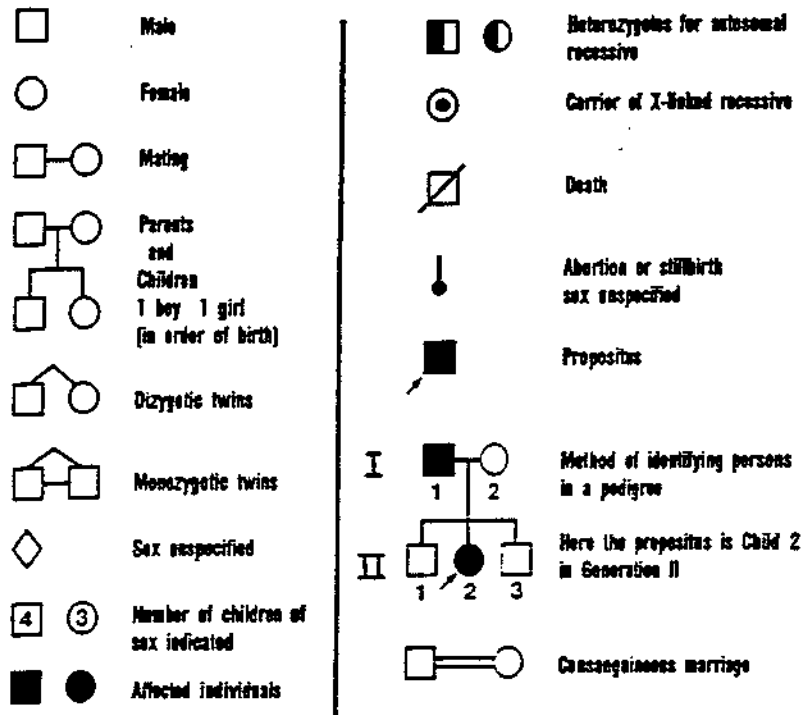 Male
Female
Mating
Parents
and
Children
1 boy 1 girl
(in order of birth)
Dizygotic twins
Monozygotic twins
Sex unspecified
4 3 Number of children of
sex indicated
Affected individuals
Heterozygotes for autosomal
recessive
Carrier of X-linked recessive
Death
Abortion or stillbirth
sex unspecified
Propositus
I
1 2
Method of identifying persons
in a pedigree
II
1 2 3
Here the propositus is Child 2
in Generation II
Consanguineous marriage